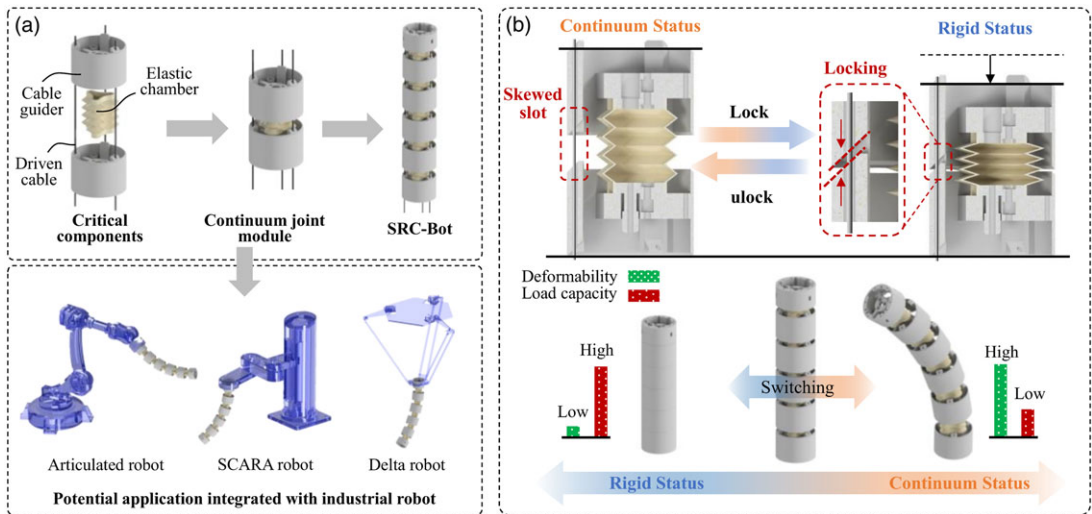 (a)
Cable
guider
Elastic
chamber
Driven
cable
Critical
components
Continuum joint
module
SRC-Bot
Articulated robot
SCARA robot
Delta robot
Potential application integrated with industrial robot
(b)
Continuum Status
Rigid Status
Skewed
slot
Lock
ulock
Locking
Deformability
Load capacity
High
Low
Switching
High
Low
Rigid Status
Continuum Status